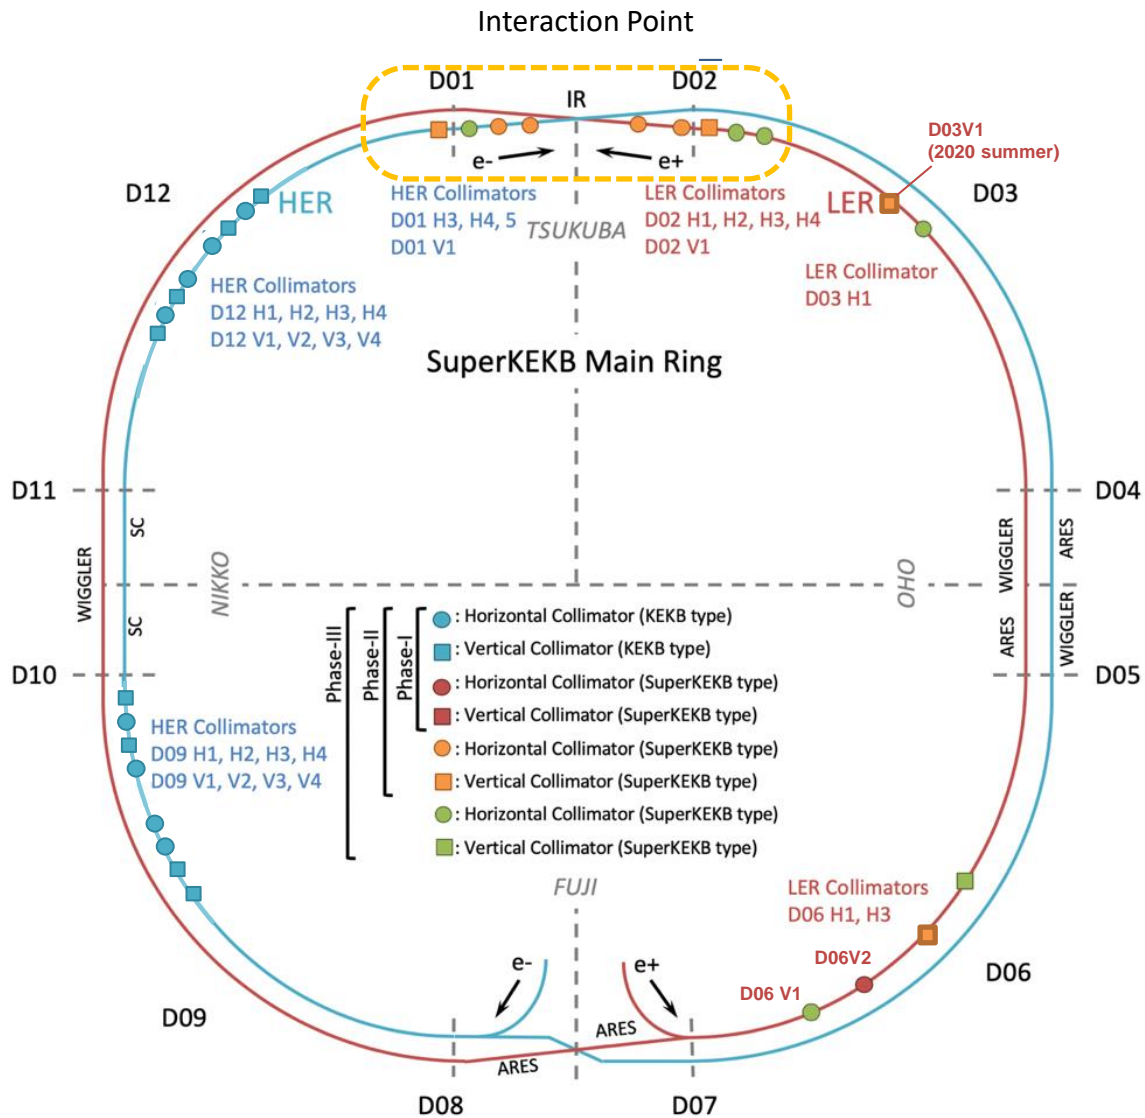 Interaction Point
D01
D02
IR
D03V1
(2020 summer)
e-
e+
D12
HER
HER Collimators
D01 H3, H4, 5
D01 V1
LER Collimators
D02 H1, H2, H3, H4
D02 V1
LER
D03
TSUKUBA
LER Collimator
D03 H1
HER Collimators
D12 H1, H2, H3, H4
D12 V1, V2, V3, V4
SuperKEKB Main Ring
D11
D04
SC
WIGGLER
ARES
WIGGLER
NIKKO
OHO
SC
ARES
WIGGLER
D10
D05
Phase-III
Phase-II
Phase-I
: Horizontal Collimator (KEKB type)
: Vertical Collimator (KEKB type)
: Horizontal Collimator (SuperKEKB type)
: Vertical Collimator (SuperKEKB type)
: Horizontal Collimator (SuperKEKB type)
: Vertical Collimator (SuperKEKB type)
: Horizontal Collimator (SuperKEKB type)
: Vertical Collimator (SuperKEKB type)
HER Collimators
D09 H1, H2, H3, H4
D09 V1, V2, V3, V4
FUJI
LER Collimators
D06 H1, H3
D06V2
D06 V1
D06
e-
e+
D09
ARES
ARES
D08
D07